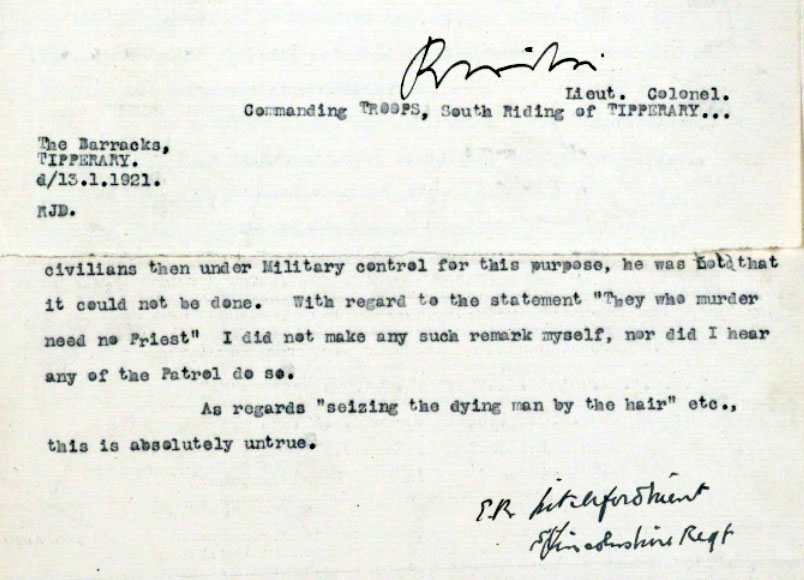 Lieut. Colonel.
Commanding TROOPS, South Riding of TIPPERARY...
The Barracks,
TIPPERARY.
d/13.1.1921.
RJD.
civilians then under Military control for this purpose, he was told that
it could not be done. With regard to the statement "They who murder
need no Priest" I did not make any such remark myself, nor did I hear
any of the Patrol do so.
As regards "seizing the dying man by the hair" etc.,
this is absolutely untrue.
E.R.
Lincolnshire Regt